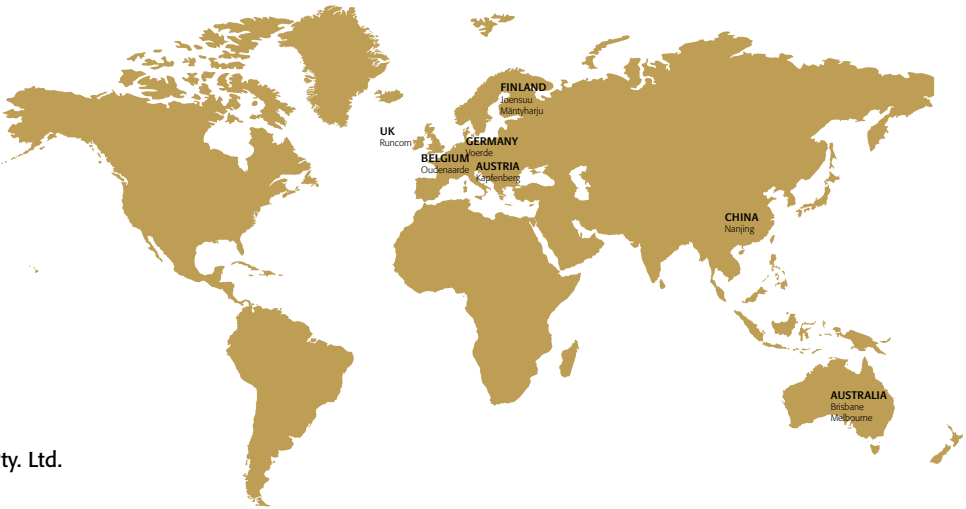 FINLAND
Joensuu
Mäntyharju
UK
Runcorn
GERMANY
Voerde
BELGIUM
Oudenaarde
AUSTRIA
Kapfenberg
CHINA
Nanjing
AUSTRALIA
Brisbane
Melbourne
ty. Ltd.